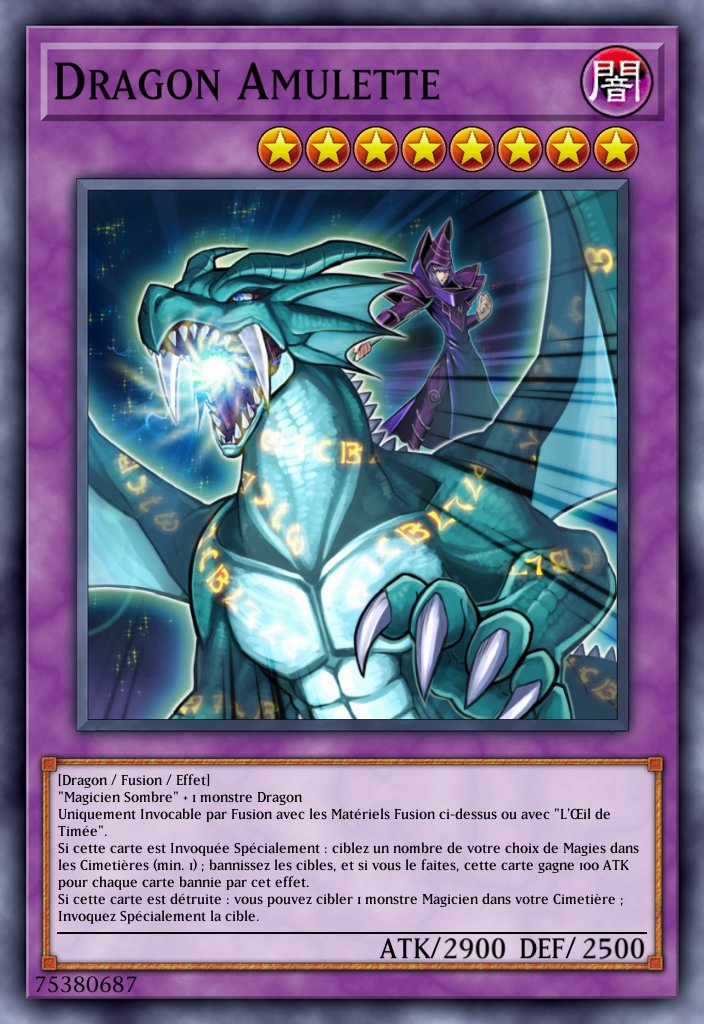 Dragon Amulette
闇
[Dragon / Fusion / Effet]
"Magicien Sombre" + 1 monstre Dragon
Uniquement Invocable par Fusion avec les Matériels Fusion ci-dessus ou avec "L'Œil de
Timée".
Si cette carte est Invoquée Spécialement : ciblez un nombre de votre choix de Magies dans
les Cimetières (min. 1) ; bannissez les cibles, et si vous le faites, cette carte gagne 100 ATK
pour chaque carte bannie par cet effet.
Si cette carte est détruite : vous pouvez cibler 1 monstre Magicien dans votre Cimetière ;
Invoquez Spécialement la cible.
ATK/2900 DEF/2500
75380687